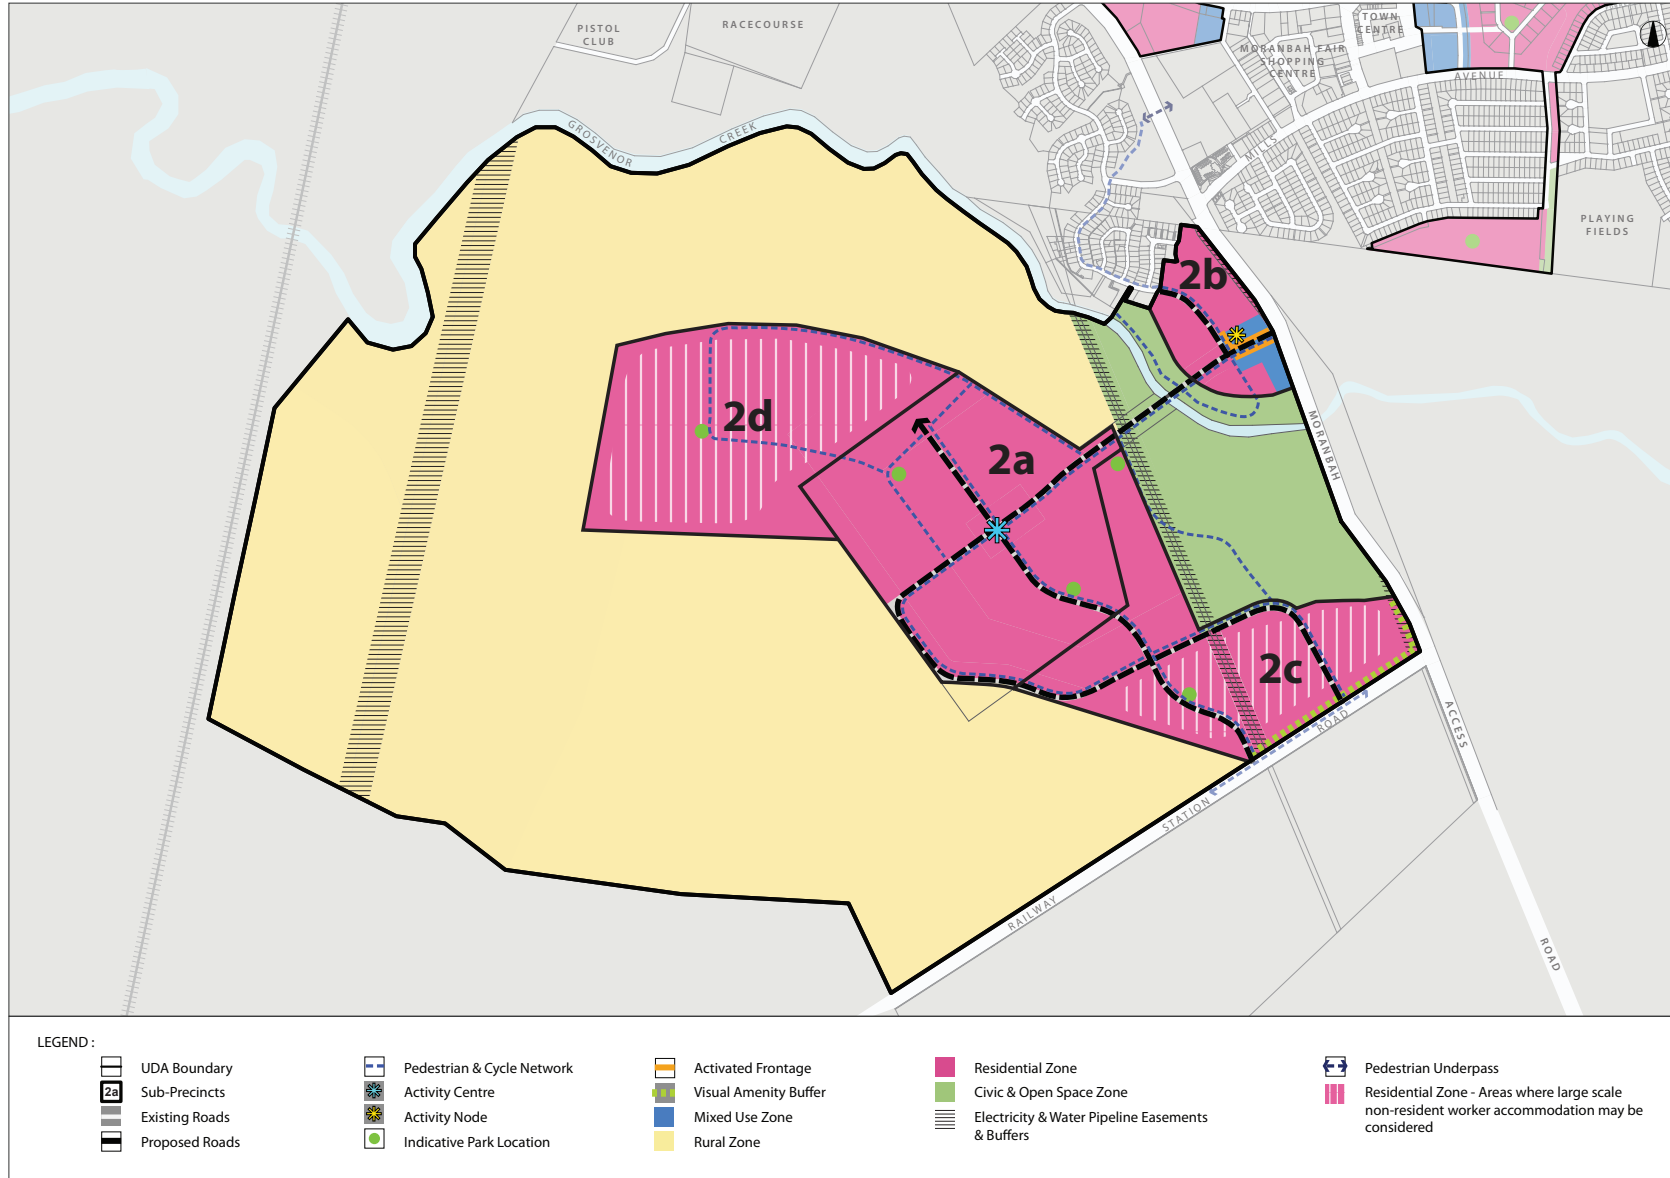 PISTOL
CLUB
RACECOURSE
TOWN
CENTRE
MORANBAH FAIR
SHOPPING
CENTRE
AVENUE
MILLS
GROSVENOR
CREEK
PLAYING
FIELDS
2b
2d
2a
2c
MORANBAH
ACCESS
ROAD
ROAD
STATION
RAILWAY
LEGEND :
UDA Boundary
2a Sub-Precincts
Existing Roads
Proposed Roads
Pedestrian & Cycle Network
Activity Centre
Activity Node
Indicative Park Location
Activated Frontage
Visual Amenity Buffer
Mixed Use Zone
Rural Zone
Residential Zone
Civic & Open Space Zone
Electricity & Water Pipeline Easements
& Buffers
Pedestrian Underpass
Residential Zone - Areas where large scale
non-resident worker accommodation may be
considered